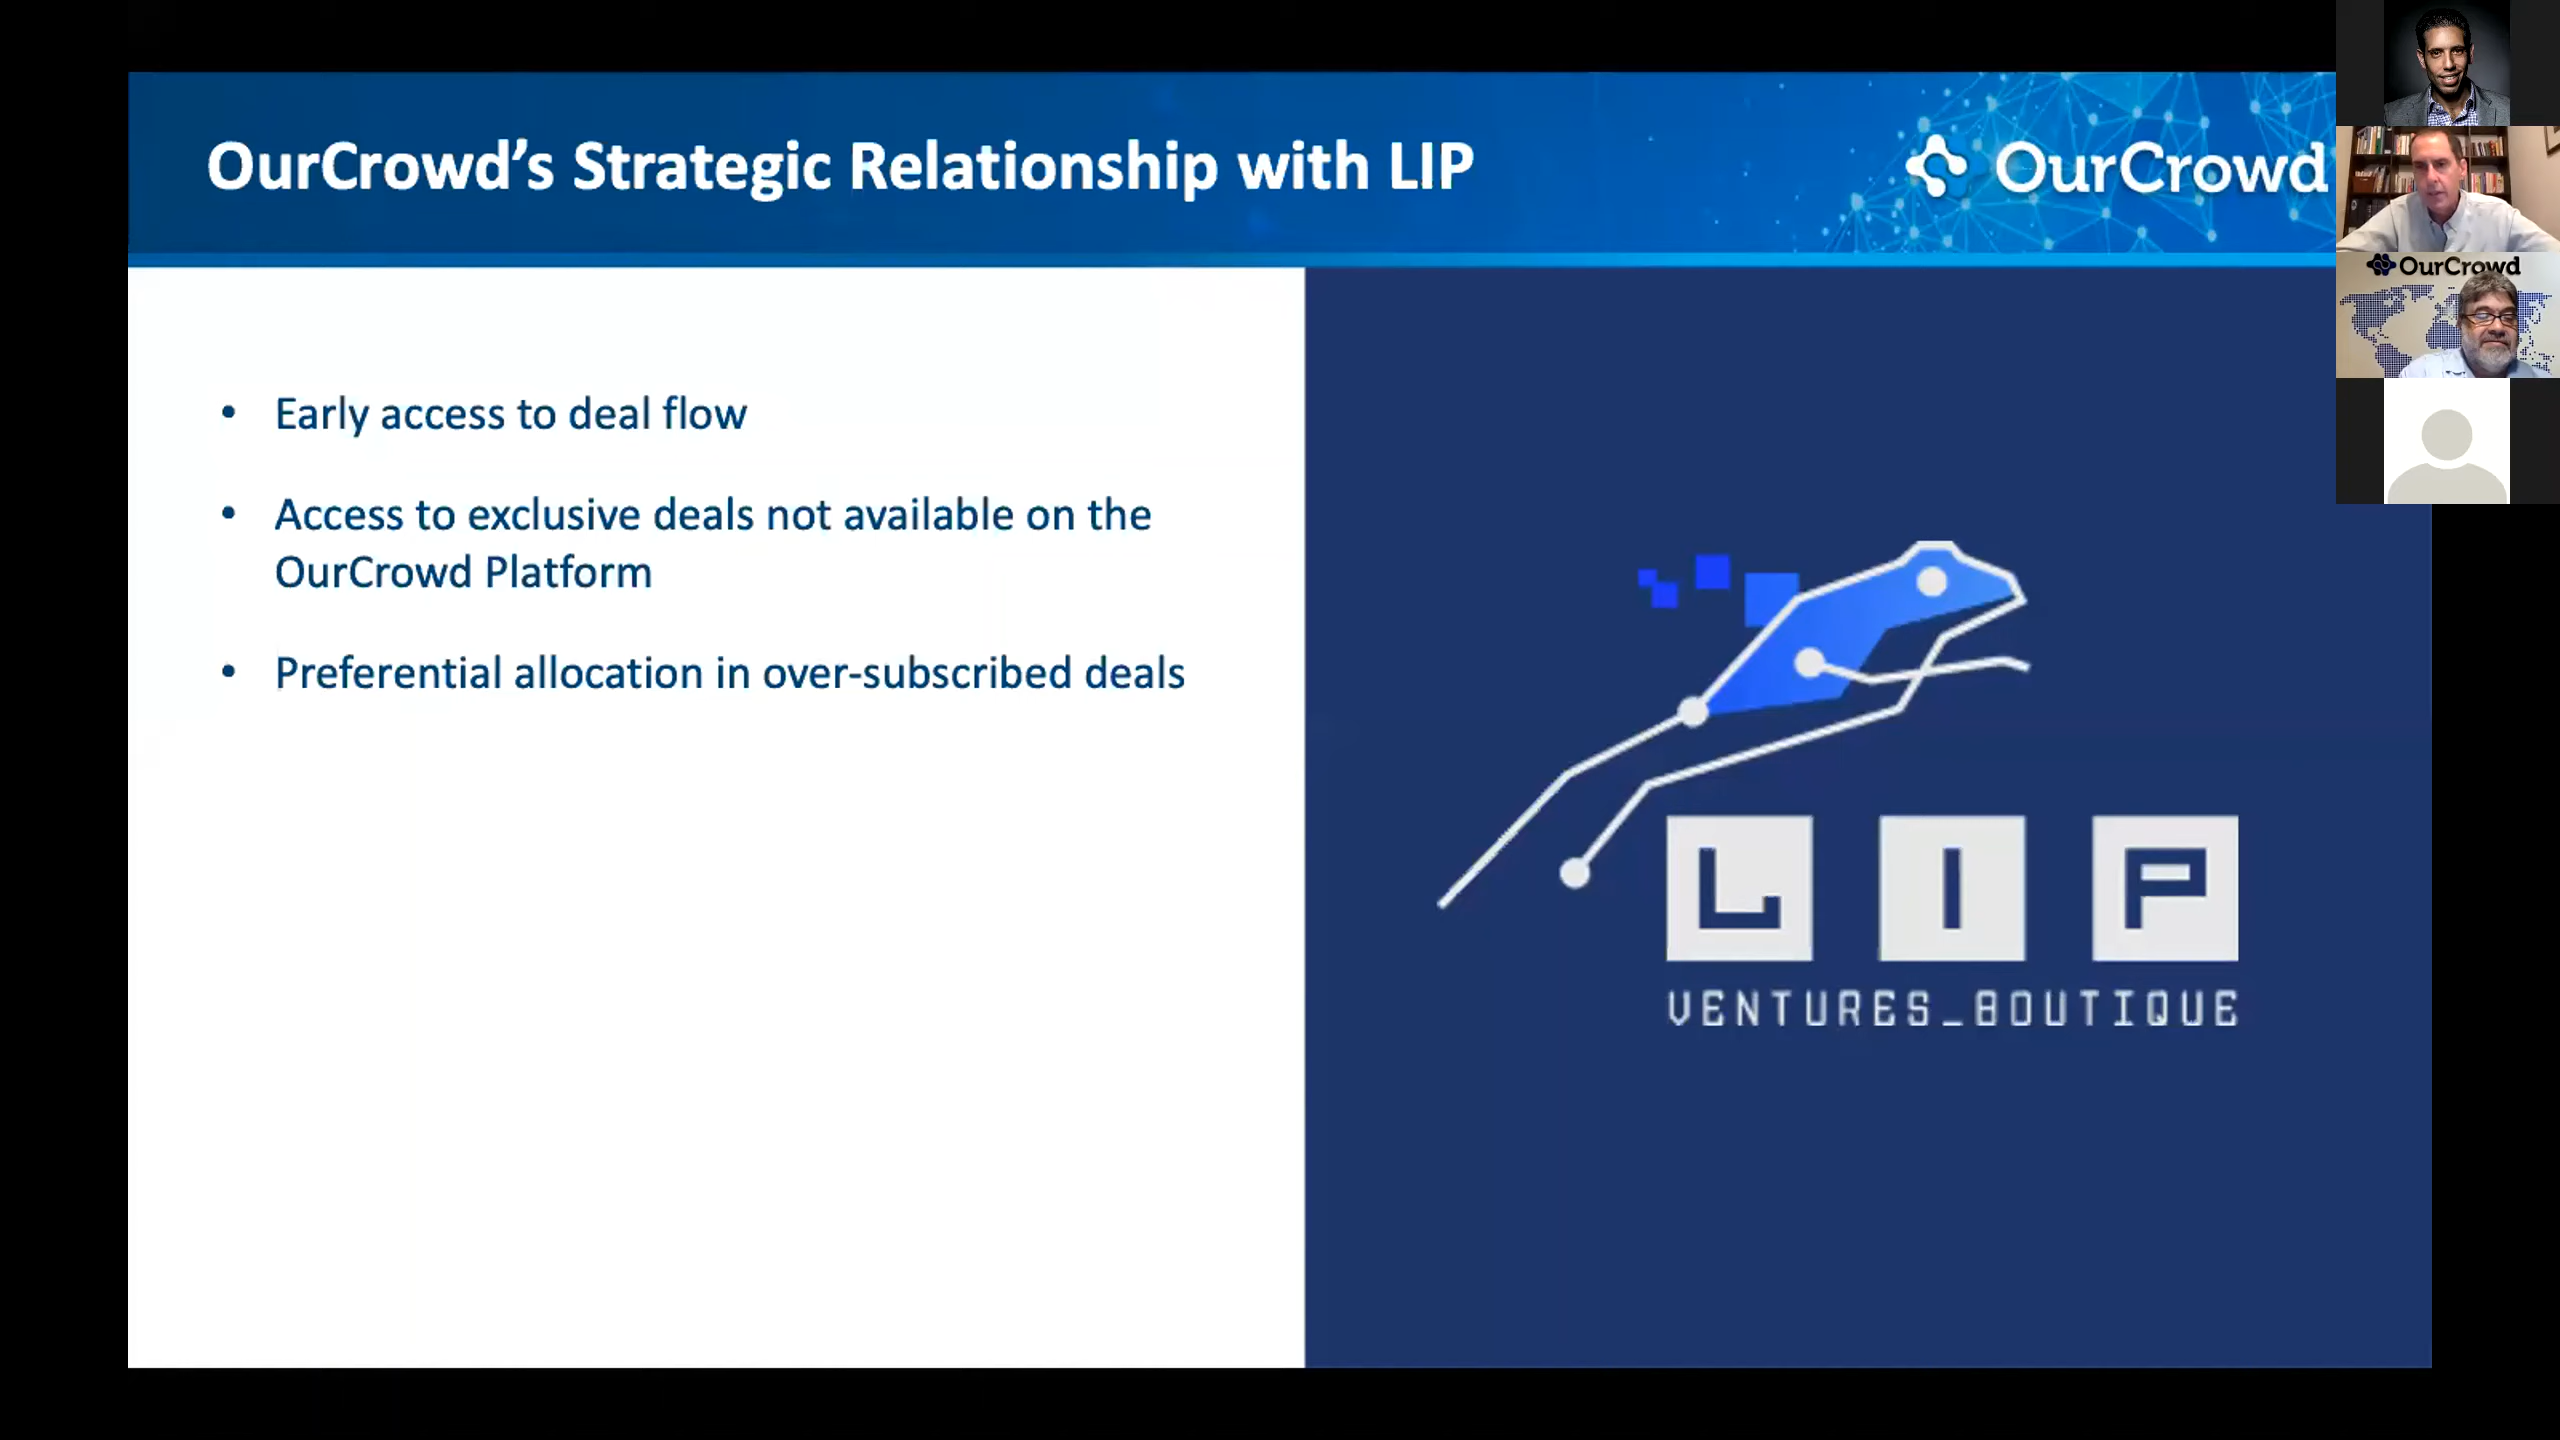 OurCrowd's Strategic Relationship with LIP
OurCrowd
OurCrowd
• Early access to deal flow
• Access to exclusive deals not available on the
OurCrowd Platform
• Preferential allocation in over-subscribed deals
LIP
VENTURES_BOUTIQUE